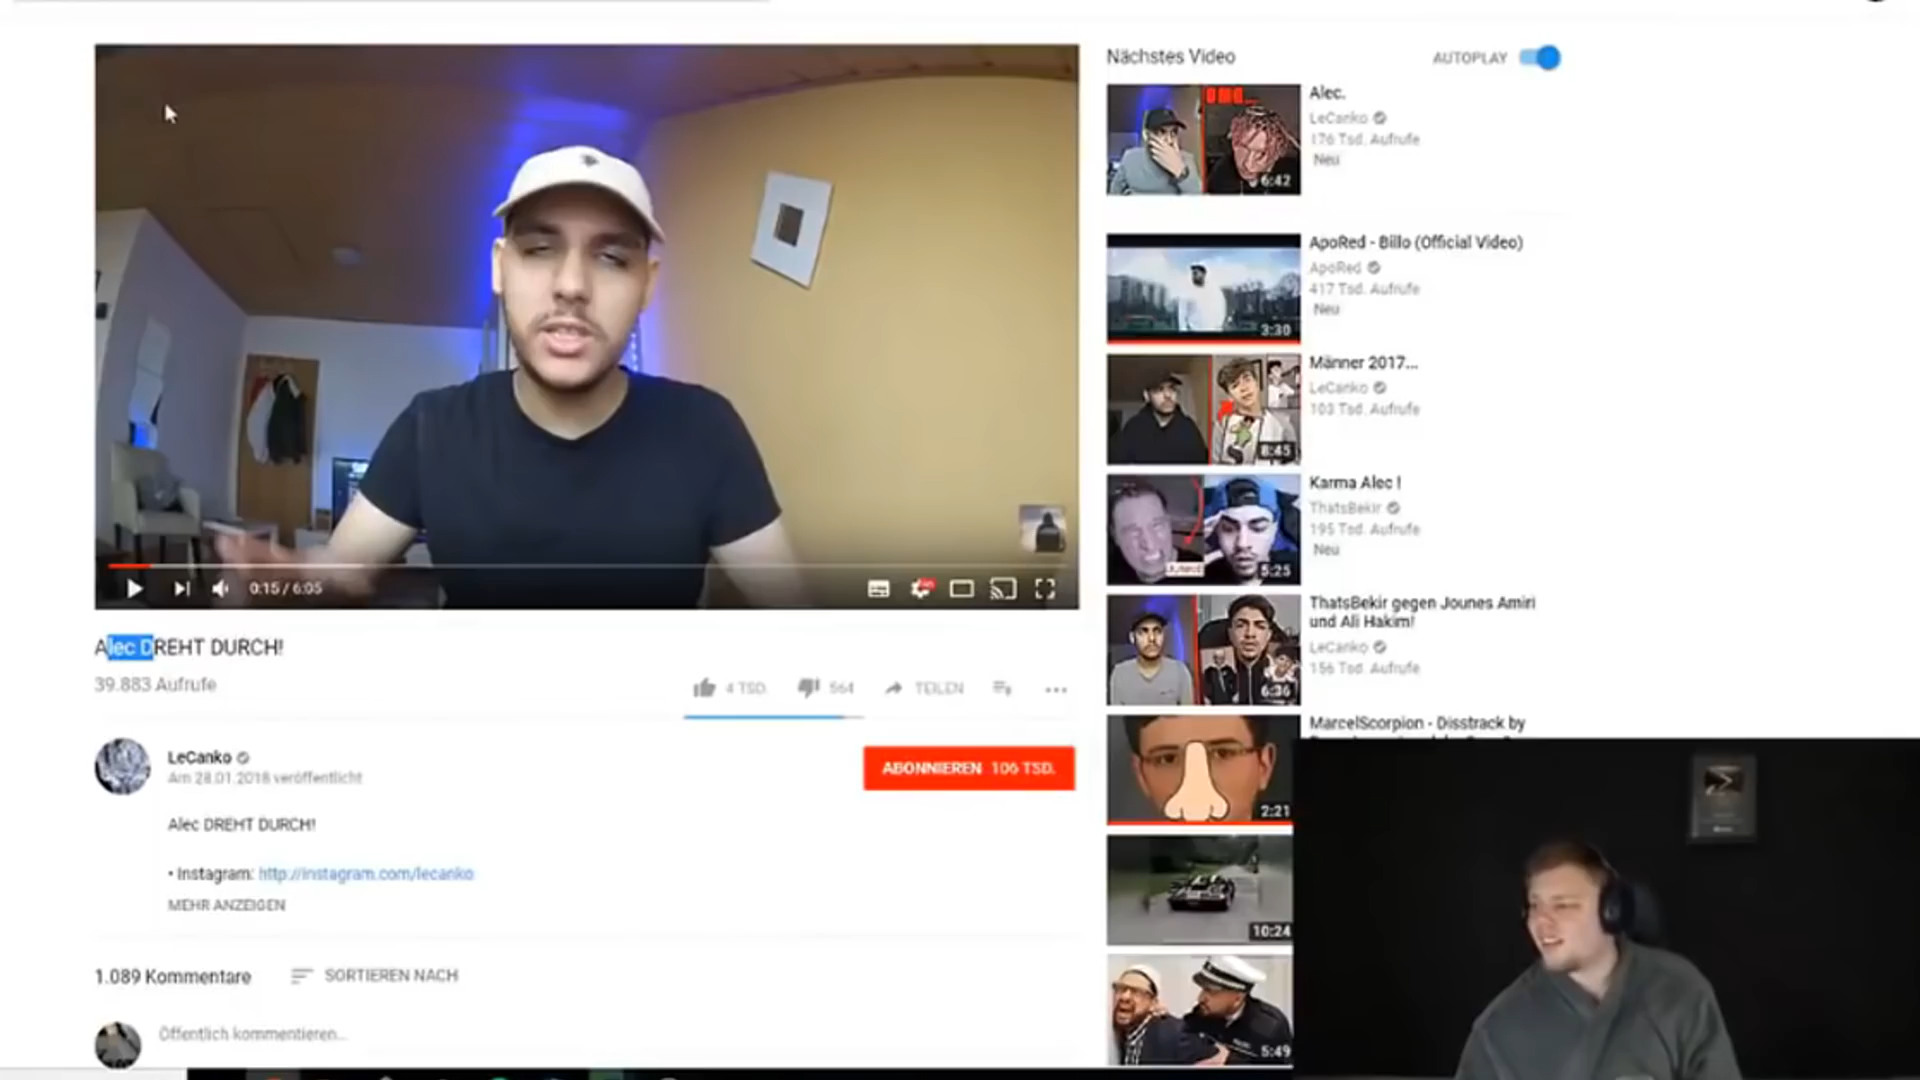 Nächstes Video
AUTOPLAY
Alec.
LeCanko
176 Tsd. Aufrufe
Neu
6:42
ApoRed - Billo (Official Video)
ApoRed
417 Tsd. Aufrufe
Neu
3:30
Männer 2017...
LeCanko
103 Tsd. Aufrufe
8:45
Karma Alec !
ThatsBekir
195 Tsd. Aufrufe
Neu
5:25
ThatsBekir gegen Jounes Amiri
und Ali Hakim!
LeCanko
156 Tsd. Aufrufe
6:36
MarcelScorpion - Disstrack by
2:21
10:24
5:49
0:15 / 6:05
Alec DREHT DURCH!
39.883 Aufrufe
4 TSD.
564
TEILEN
LeCanko
Am 28.01.2018 veröffentlicht
ABONNIEREN 106 TSD.
Alec DREHT DURCH!
• Instagram: http://instagram.com/lecanko
MEHR ANZEIGEN
1.089 Kommentare
SORTIEREN NACH
Öffentlich kommentieren...